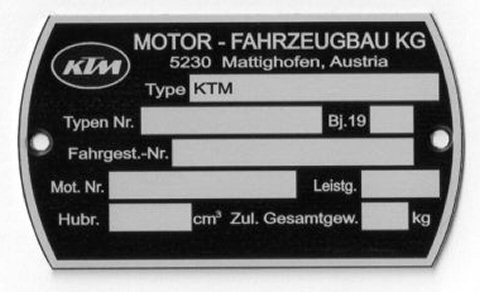 KTM
MOTOR - FAHRZEUGBAU KG
5230 Mattighofen, Austria
Type KTM
Typen Nr. Bj.19
Fahrgest.-Nr.
Mot. Nr. Leistg.
Hubr. cm³ Zul. Gesamtgew. kg